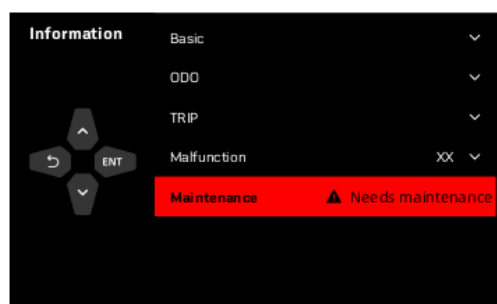 Information
Basic
ODO
TRIP
ENT
Malfunction XX
Maintenance Needs maintenance